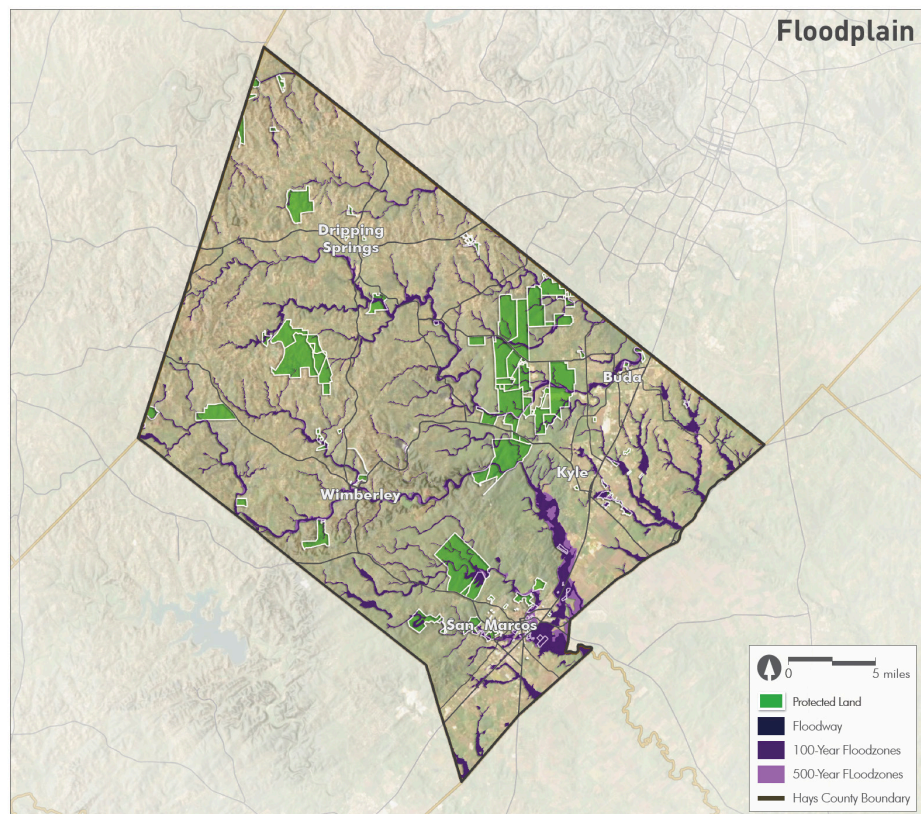 Floodplain
Dripping
Springs
Buda
Kyle
Wimberley
San Marcos
0 5 miles
Protected Land
Floodway
100-Year Floodzones
500-Year FLoodzones
Hays County Boundary